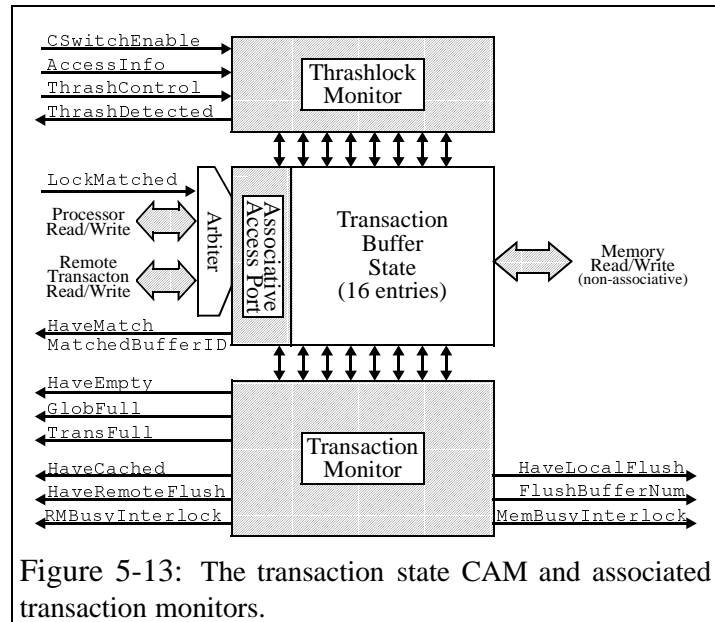 CSwitchEnable
AccessInfo
ThrashControl
ThrashDetected
Thrashlock
Monitor
LockMatched
Processor
Read/Write
Remote
Transacton
Read/Write
Arbiter
Associative
Access Port
Transaction
Buffer
State
(16 entries)
Memory
Read/Write
(non-associative)
HaveMatch
MatchedBufferID
HaveEmpty
GlobFull
TransFull
HaveCached
HaveRemoteFlush
RMBusyInterlock
Transaction
Monitor
HaveLocalFlush
FlushBufferNum
MemBusyInterlock
Figure 5-13: The transaction state CAM and associated
transaction monitors.